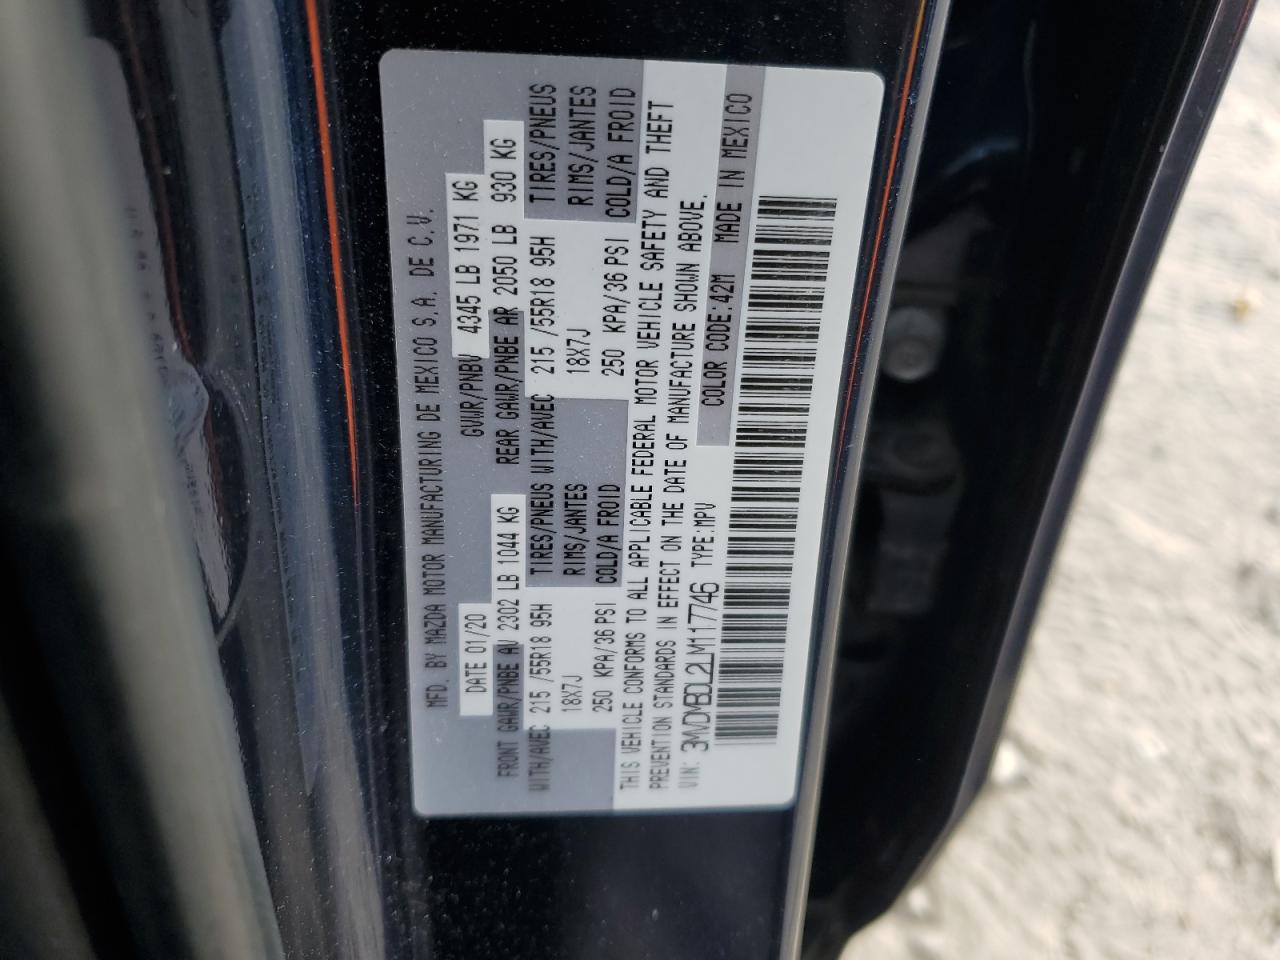 MFD. BY MAZDA MOTOR MANUFACTURING DE MEXICO S.A. DE C.V.
DATE 01/20 GVWR/PNBV 4345 LB 1971 KG
FRONT GAWR/PNBE AV 2302 LB 1044 KG REAR GAWR/PNBE AR 2050 LB 930 KG
WITH/AVEC 215 /55R18 95H TIRES/PNEUS WITH/AVEC 215 /55R18 95H TIRES/PNEUS
18X7J RIMS/JANTES 18X7J RIMS/JANTES
250 KPA/36 PSI COLD/A FROID 250 KPA/36 PSI COLD/A FROID
THIS VEHICLE CONFORMS TO ALL APPLICABLE FEDERAL MOTOR VEHICLE SAFETY AND THEFT
PREVENTION STANDARDS IN EFFECT ON THE DATE OF MANUFACTURE SHOWN ABOVE.
VIN: 3MVDMBDL2LM117746 TYPE:MPV COLOR CODE:42M MADE IN MEXICO